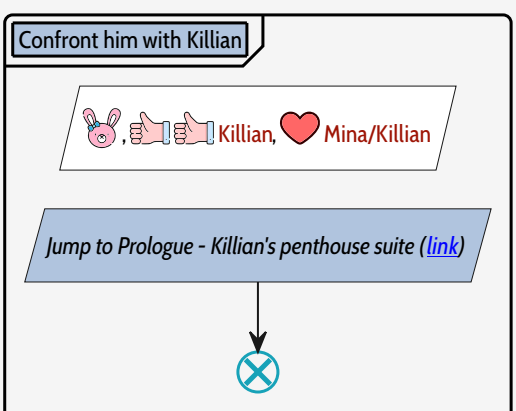 Confront him with Killian
, Killian, Mina/Killian
Jump to Prologue - Killian's penthouse suite (link)